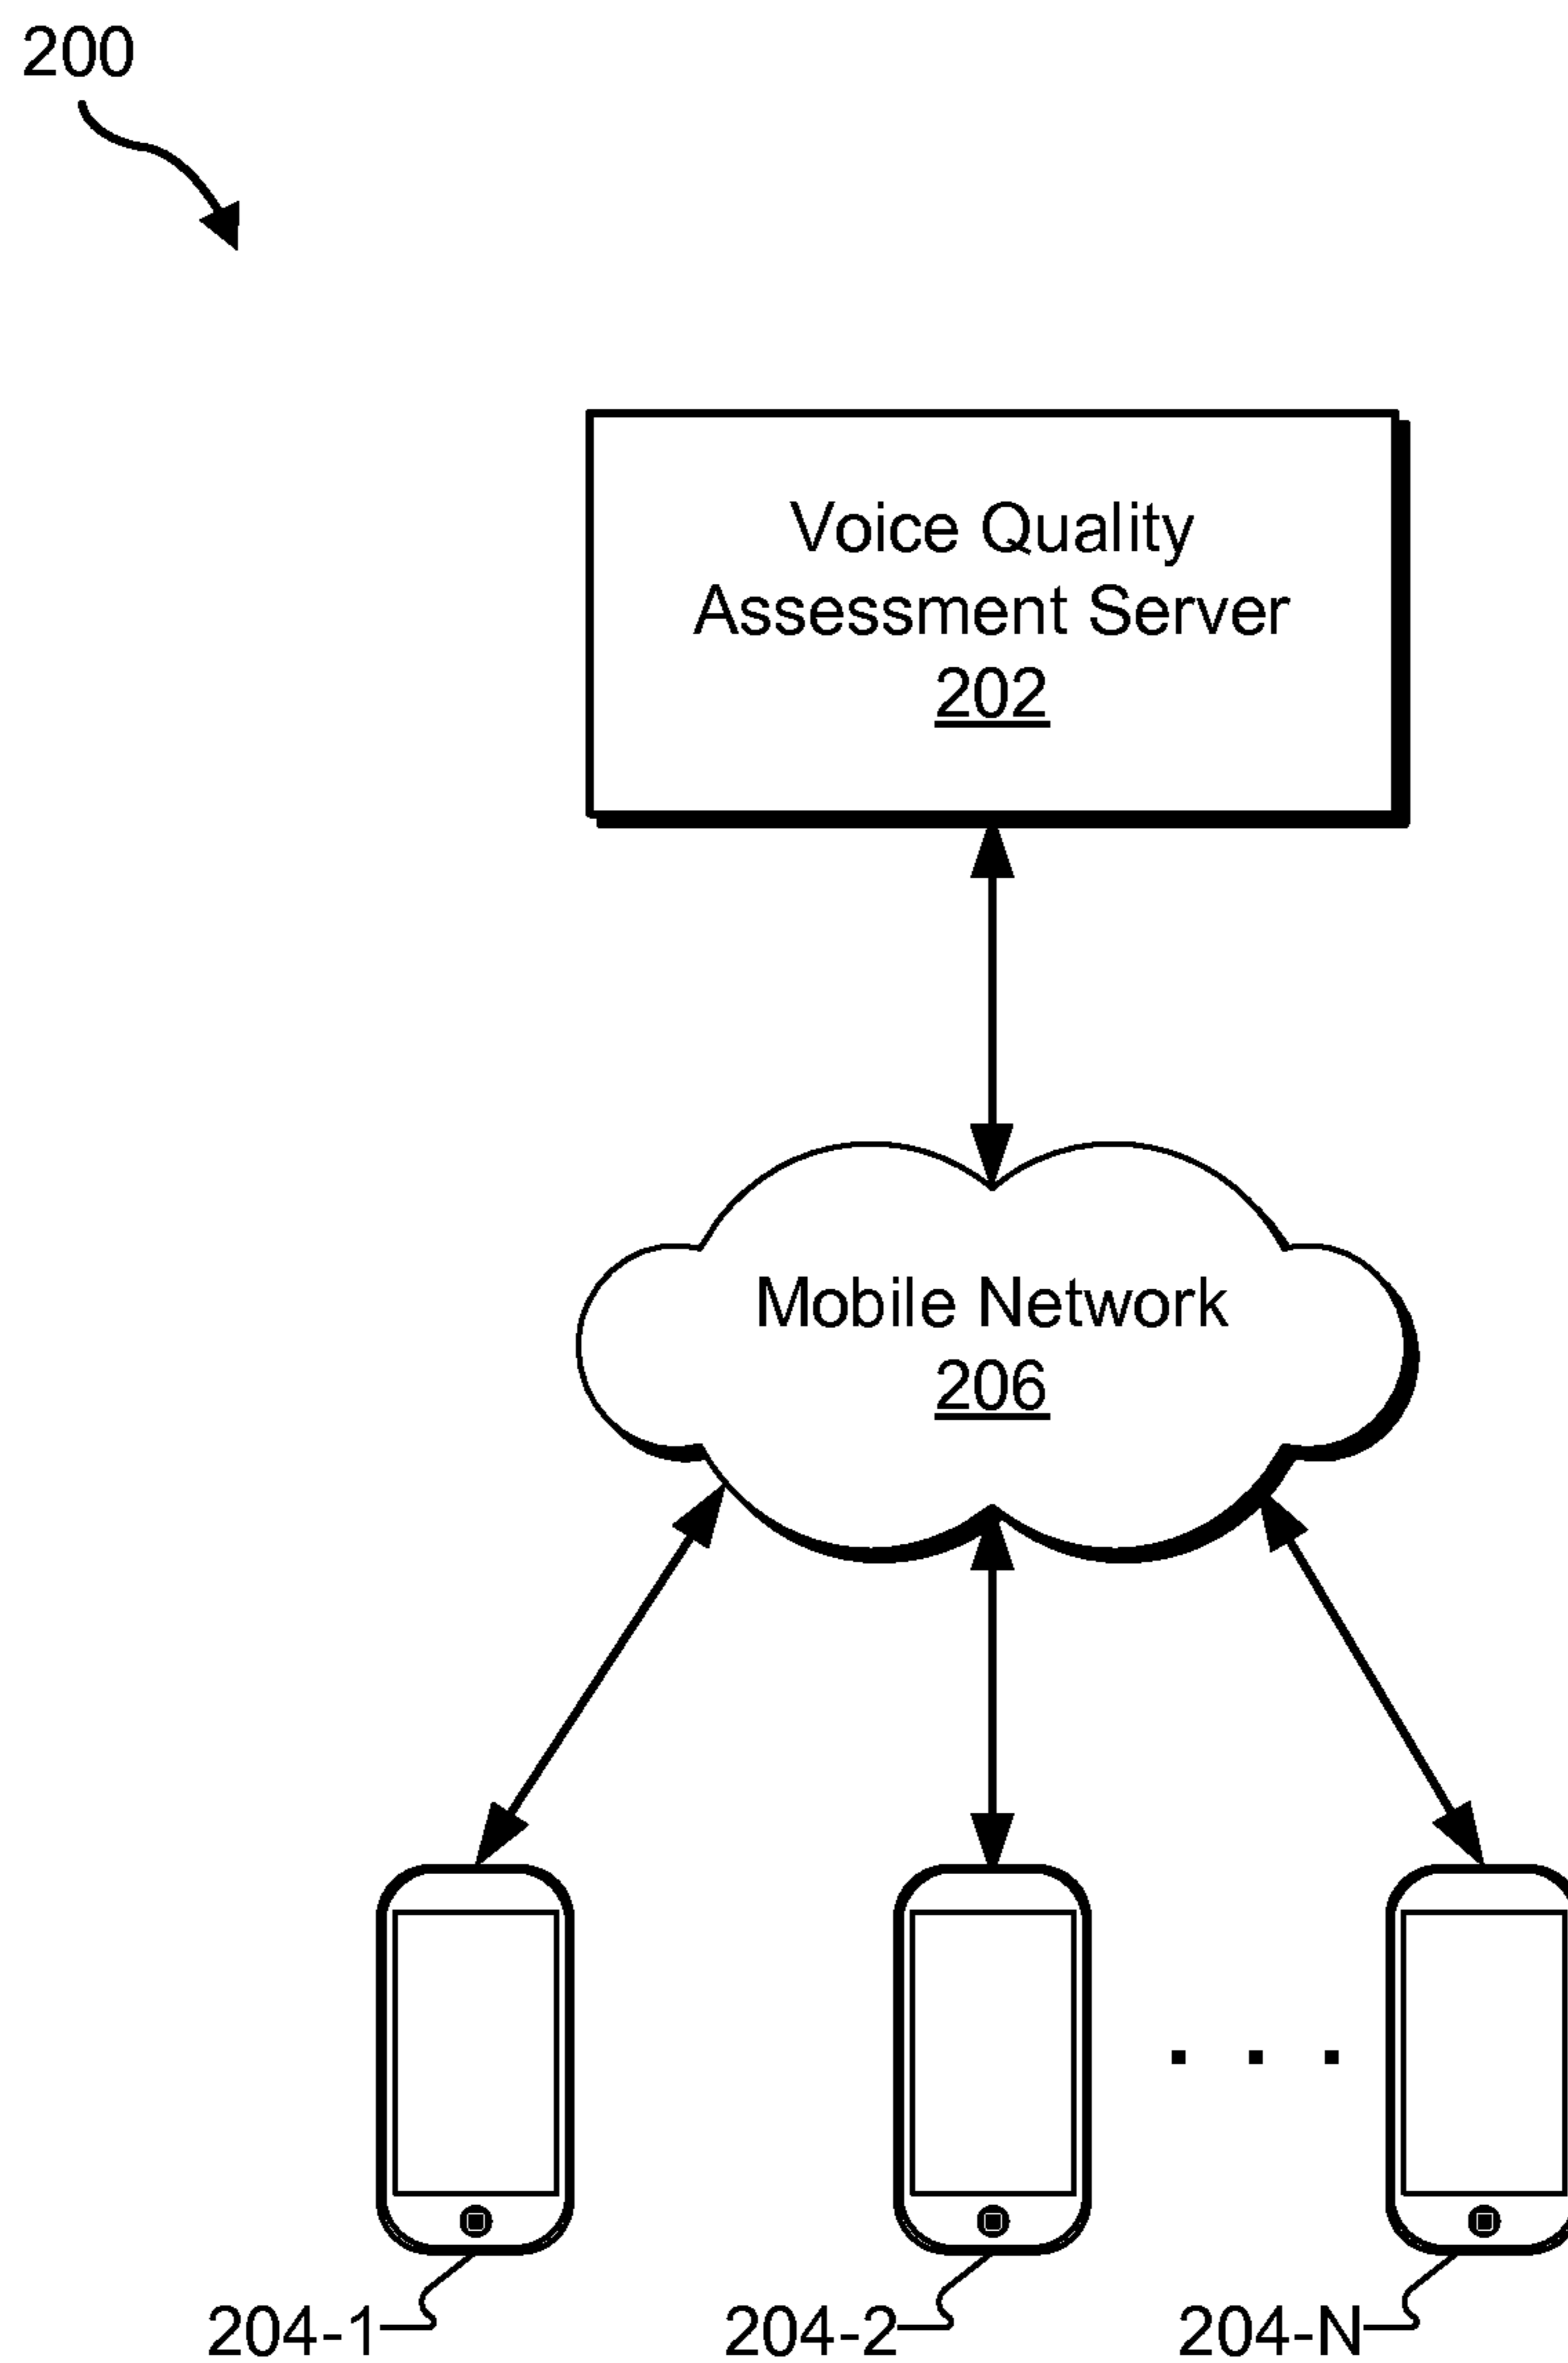 200
Voice Quality
Assessment Server
202
Mobile Network
206
204-1
204-2
204-N